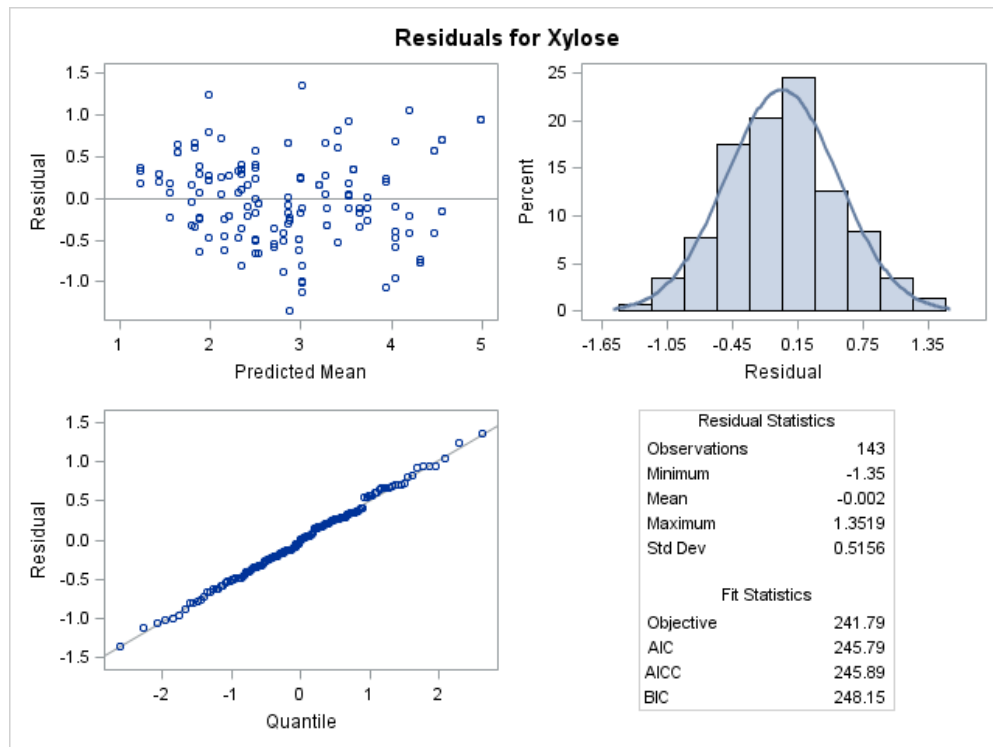 Residuals for Xylose
1.5
1.0
0.5
0.0
-0.5
-1.0
Residual
1 2 3 4 5
Predicted Mean
25
20
15
10
5
0
Percent
-1.65 -1.05 -0.45 0.15 0.75 1.35
Residual
1.5
1.0
0.5
0.0
-0.5
-1.0
-1.5
Residual
-2 -1 0 1 2
Quantile
Residual Statistics
Observations 143
Minimum -1.35
Mean -0.002
Maximum 1.3519
Std Dev 0.5156
Fit Statistics
Objective 241.79
AIC 245.79
AICC 245.89
BIC 248.15